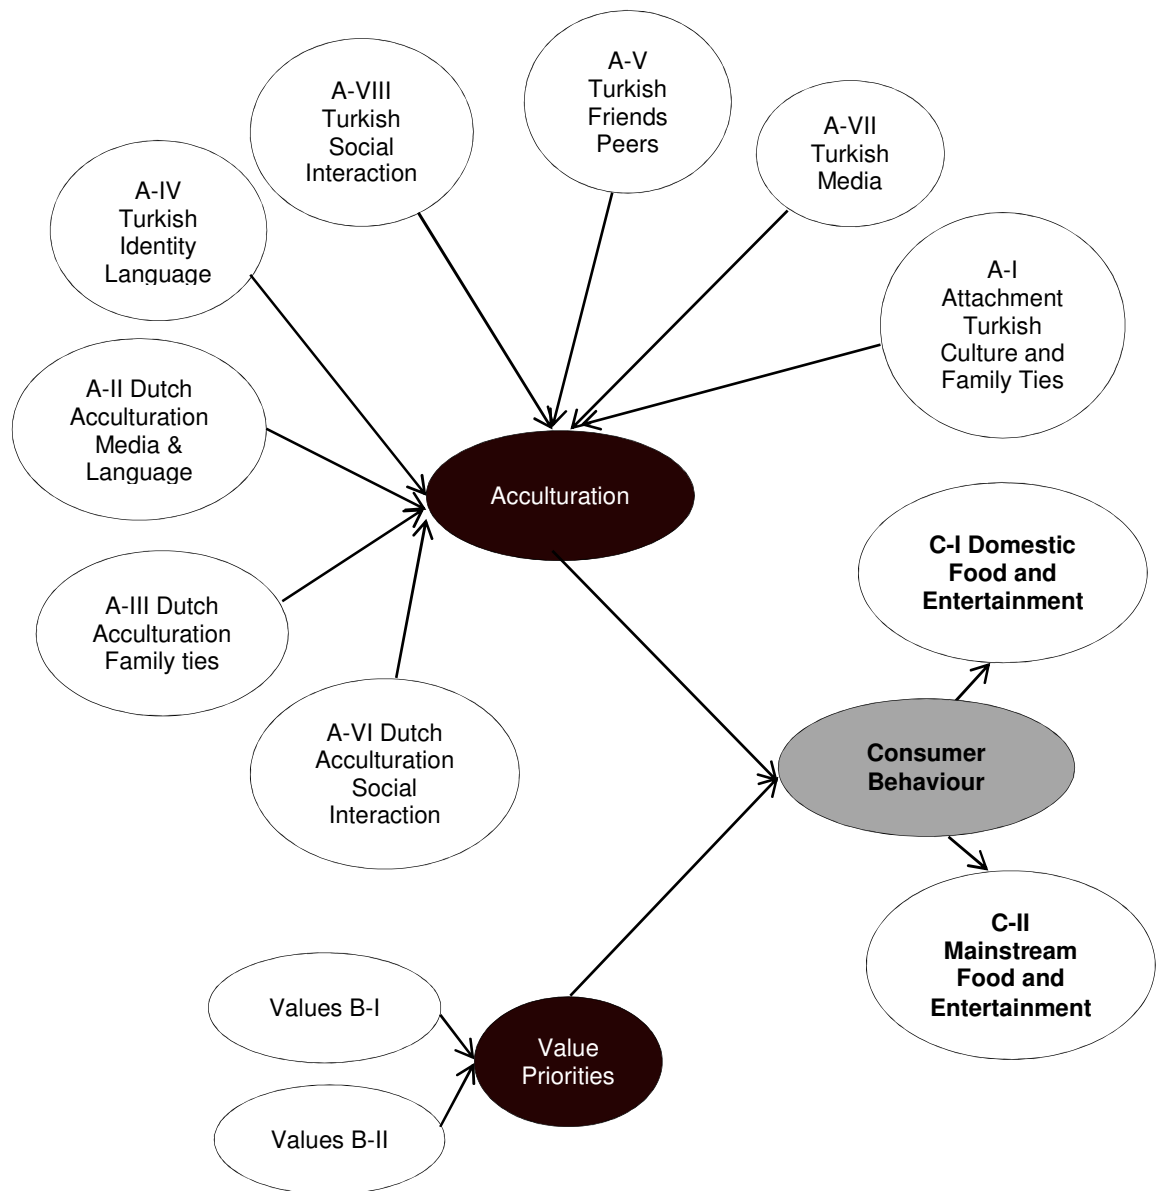 A-VIII
Turkish
Social
Interaction
A-V
Turkish
Friends
Peers
A-VII
Turkish
Media
A-IV
Turkish
Identity
Language
A-I
Attachment
Turkish
Culture and
Family Ties
A-II Dutch
Acculturation
Media &
Language
Acculturation
A-III Dutch
Acculturation
Family ties
C-I Domestic
Food and
Entertainment
A-VI Dutch
Acculturation
Social
Interaction
Consumer
Behaviour
C-II
Mainstream
Food and
Entertainment
Values B-I
Value
Priorities
Values B-II